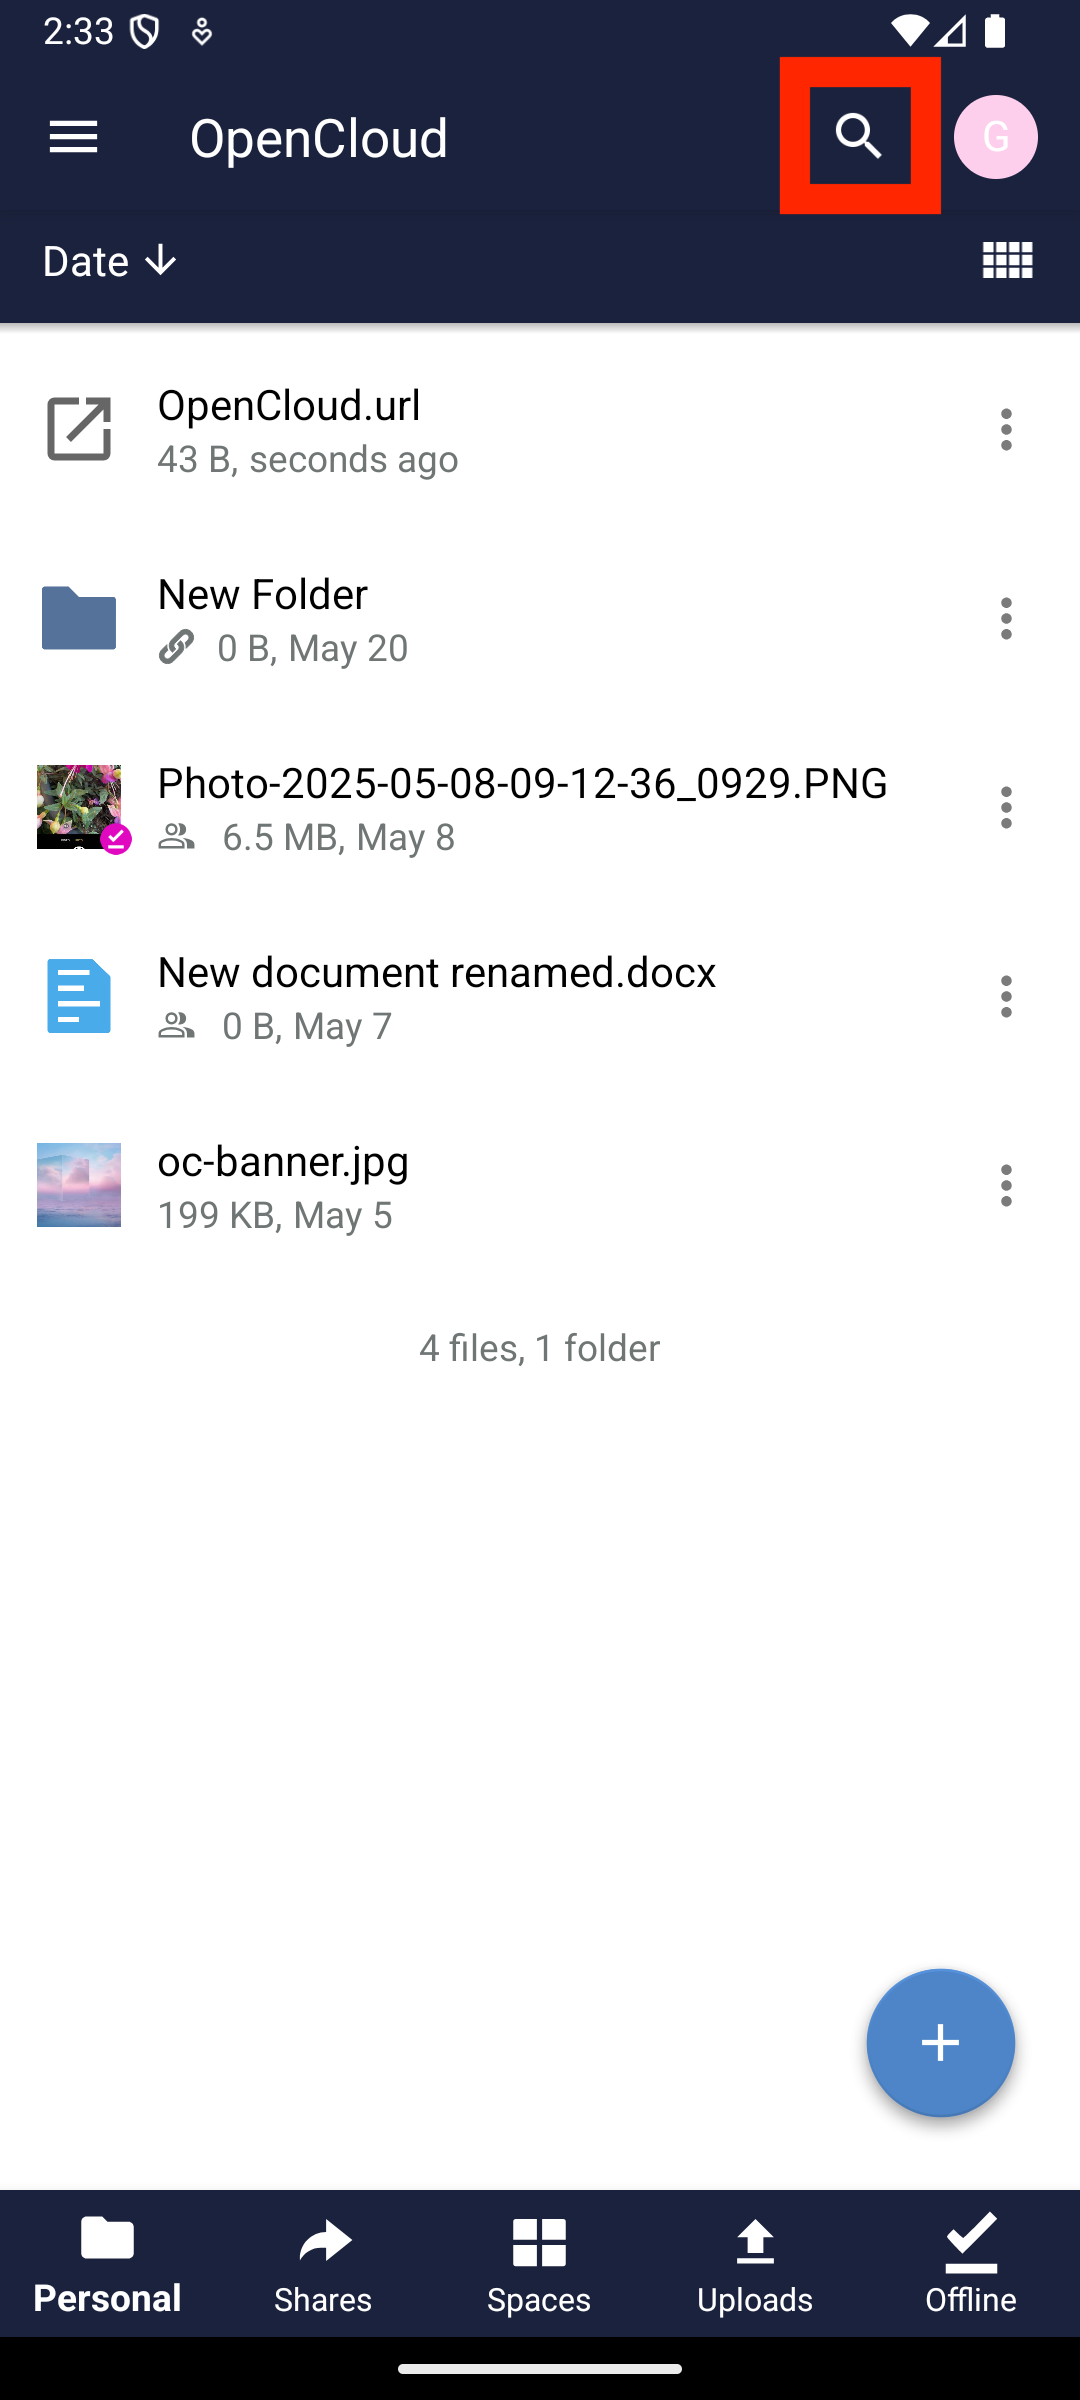 2:33
OpenCloud
G
Date
OpenCloud.url
43 B, seconds ago
New Folder
0 B, May 20
Photo-2025-05-08-09-12-36_0929.PNG
6.5 MB, May 8
New document renamed.docx
0 B, May 7
oc-banner.jpg
199 KB, May 5
4 files, 1 folder
Personal
Shares
Spaces
Uploads
Offline